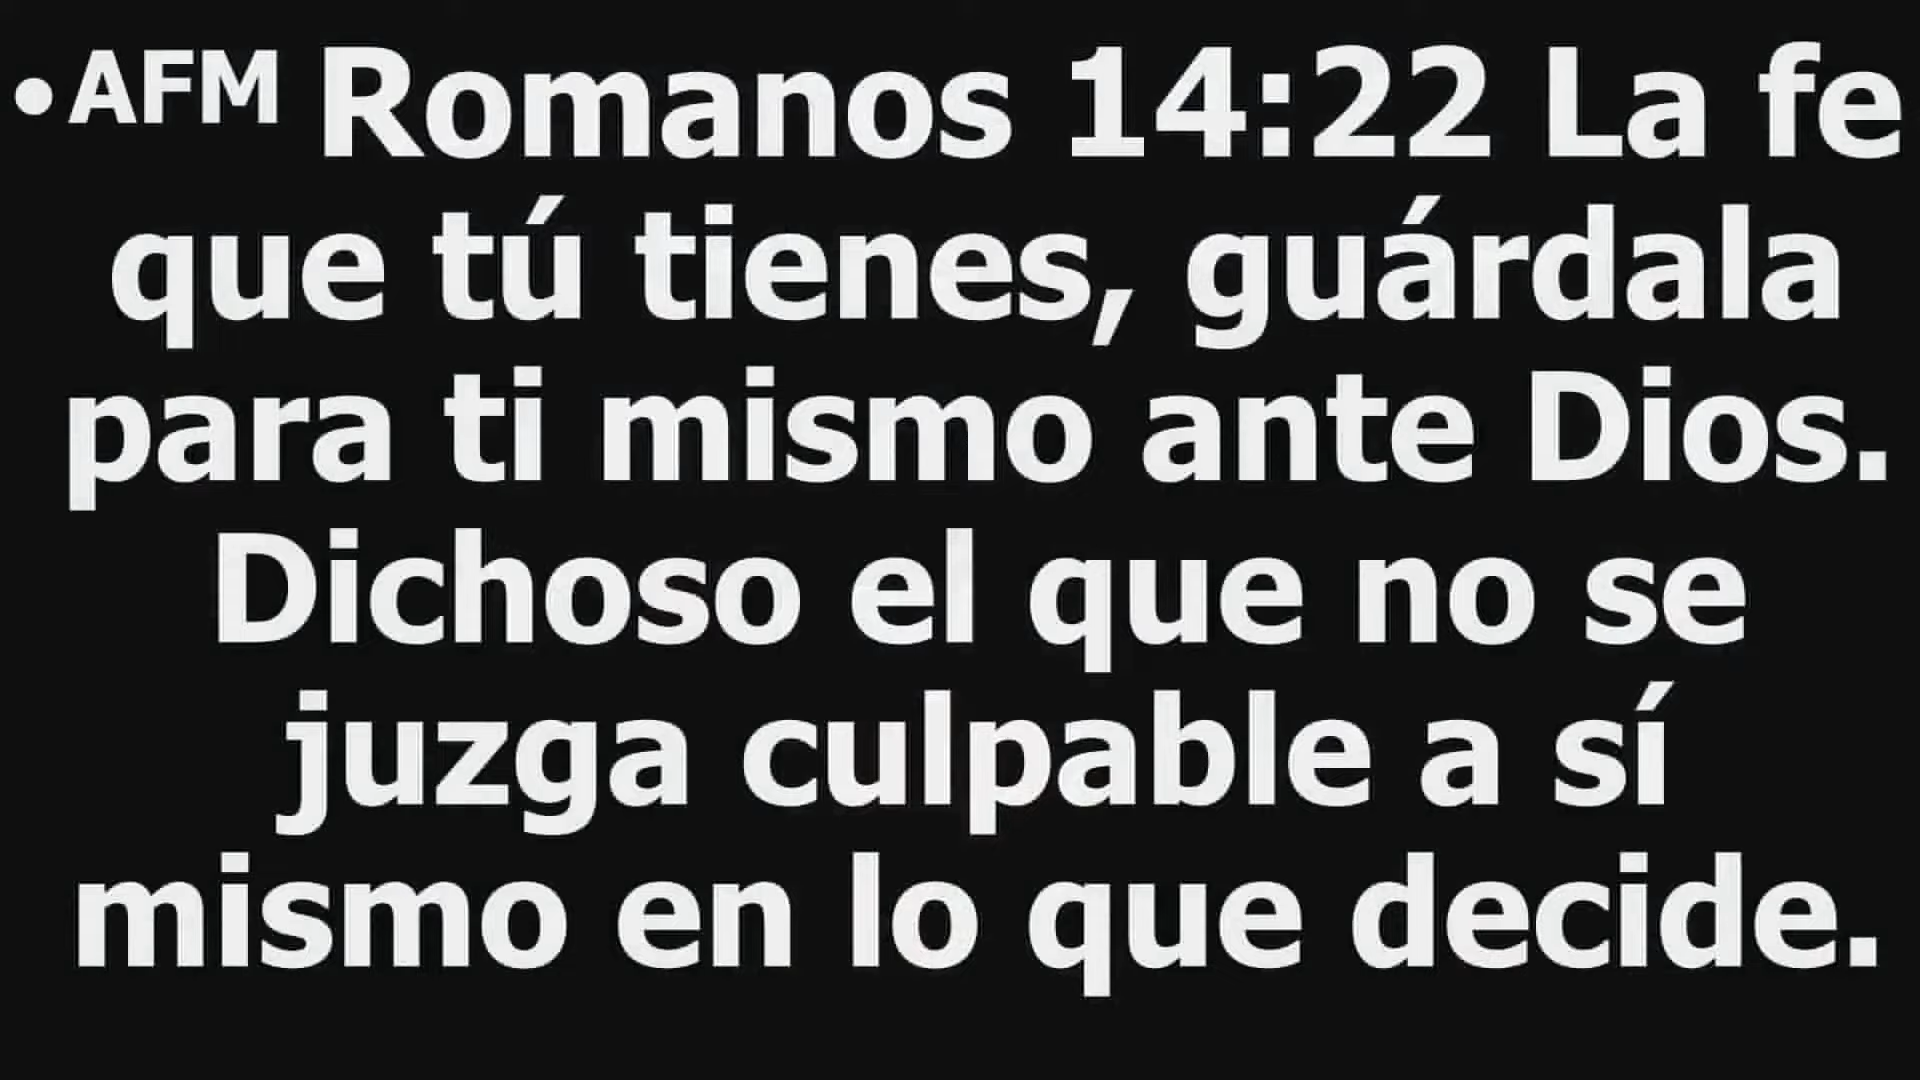 •AFM Romanos 14:22 La fe
que tú tienes, guárdala
para ti mismo ante Dios.
Dichoso el que no se
juzga culpable a sí
mismo en lo que decide.